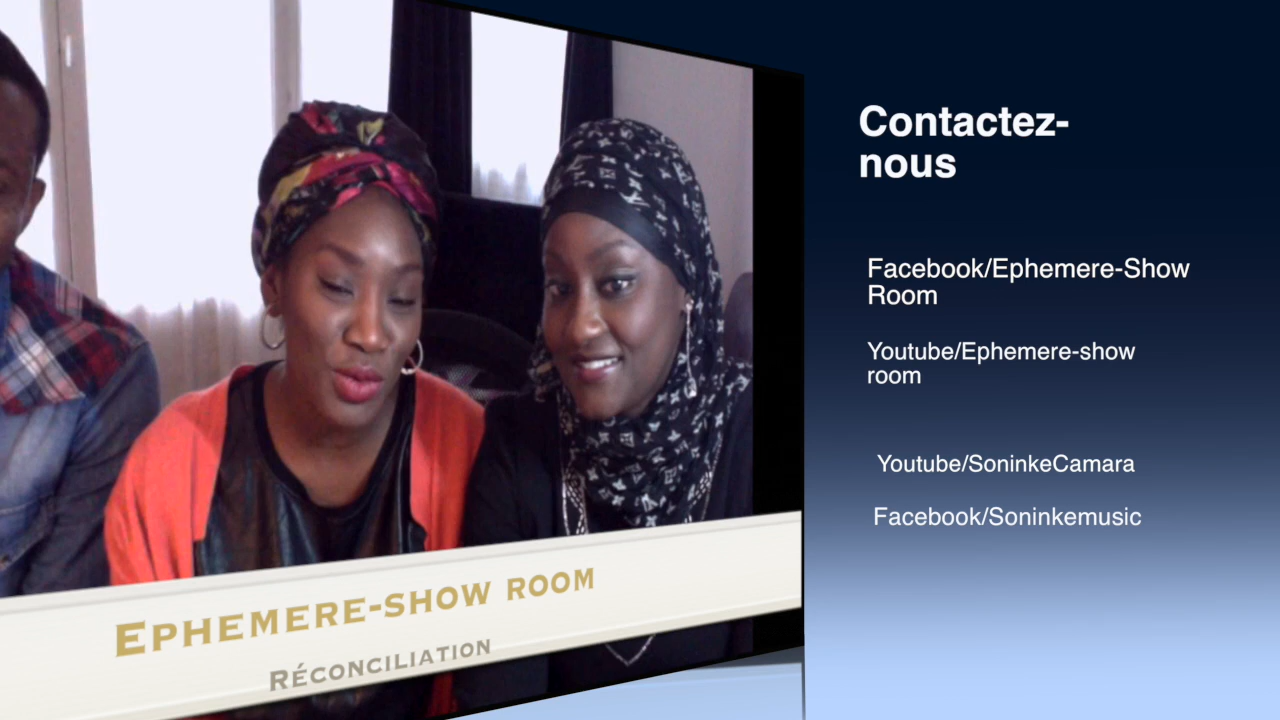 Contactez-
nous
Facebook/Ephemere-Show
Room
Youtube/Ephemere-show
room
Youtube/SoninkeCamara
Facebook/Soninkemusic
Ephemere-show room
Réconciliation